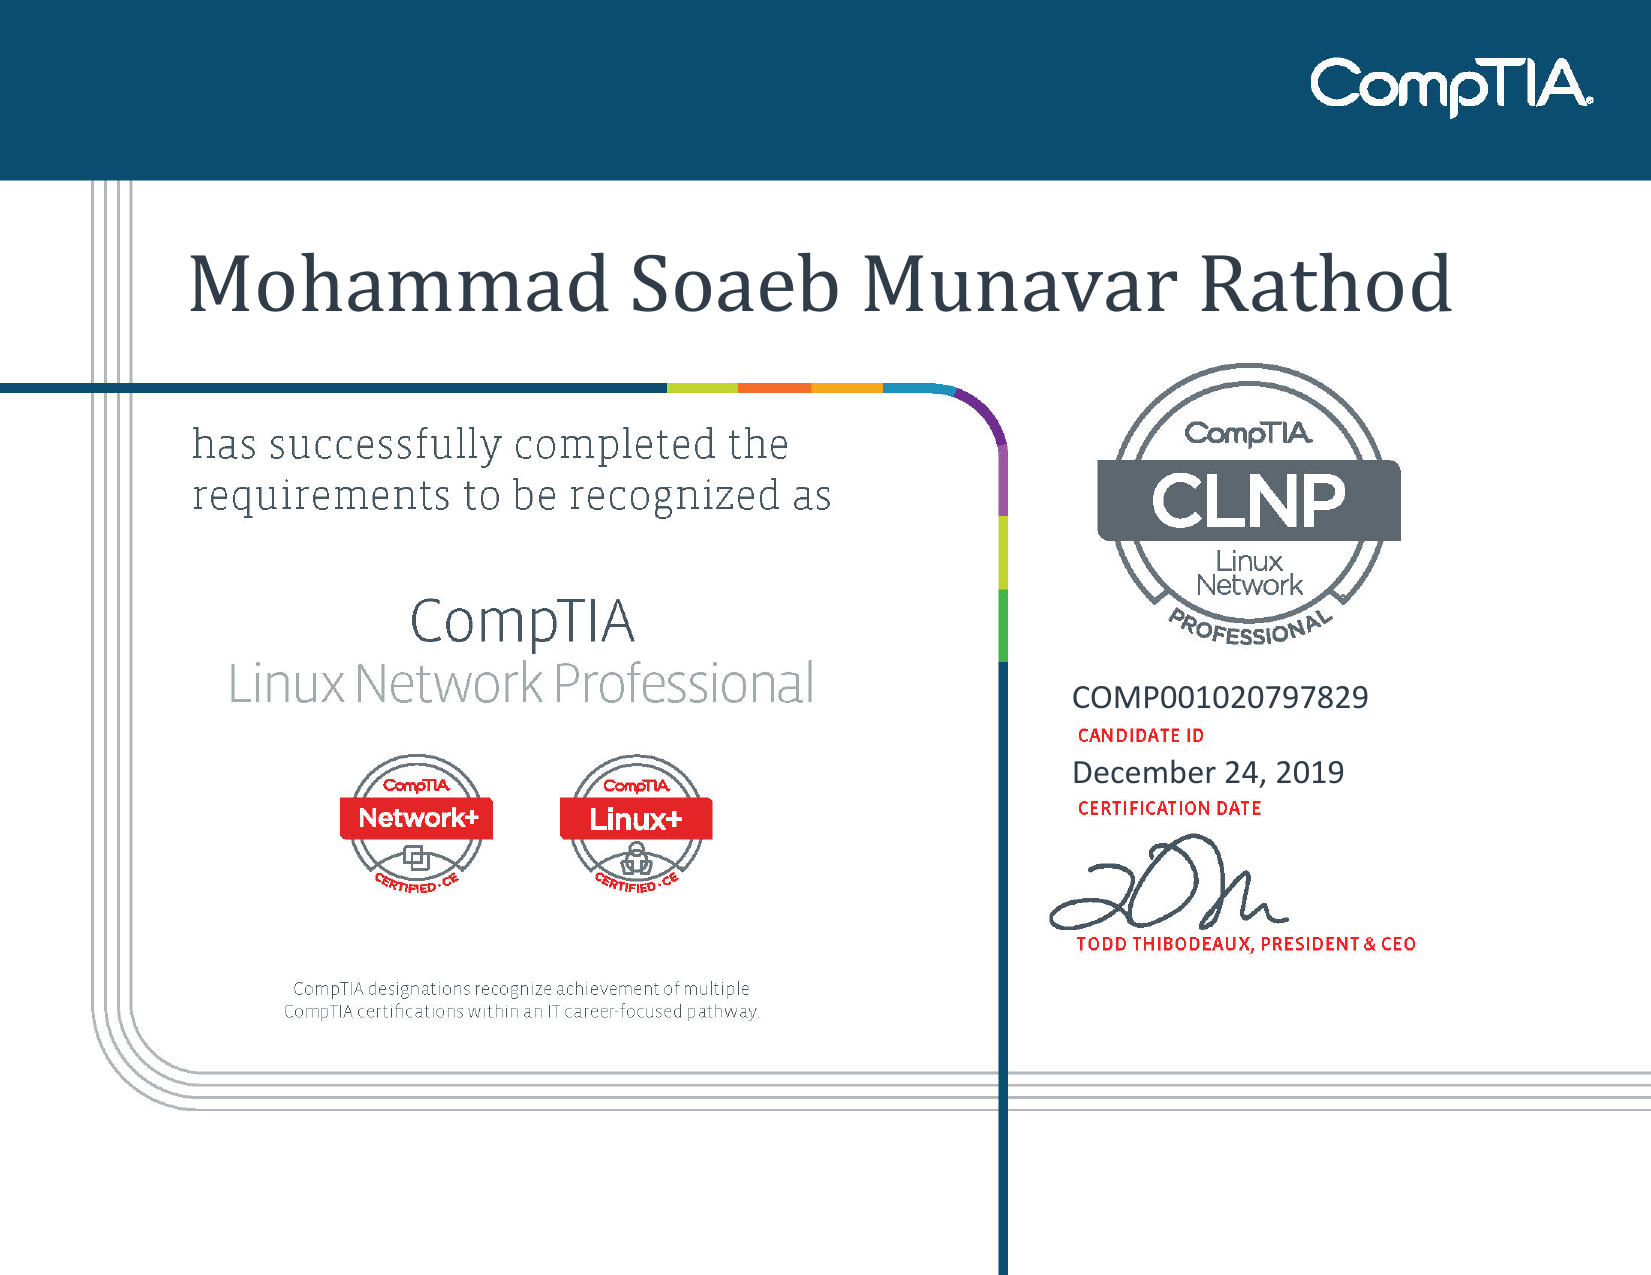 CompTIA®
Mohammad Soaeb Munavar Rathod
has successfully completed the
requirements to be recognized as
CompTIA
Linux Network Professional
CompTIA
Network+
CERTIFIED·CE
CompTIA
Linux+
CERTIFIED·CE
CompTIA designations recognize achievement of multiple
CompTIA certifications within an IT career-focused pathway.
CompTIA
CLNP
Linux
Network
PROFESSIONAL
COMP001020797829
CANDIDATE ID
December 24, 2019
CERTIFICATION DATE
TODD THIBODEAUX, PRESIDENT & CEO